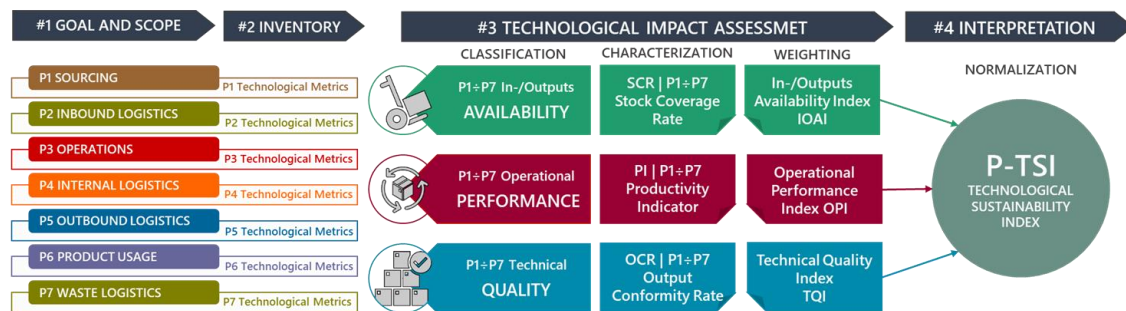 #1 GOAL AND SCOPE
#2 INVENTORY
#3 TECHNOLOGICAL IMPACT ASSESSMET
#4 INTERPRETATION
CLASSIFICATION
CHARACTERIZATION
WEIGHTING
NORMALIZATION
P1 SOURCING
P1 Technological Metrics
P2 INBOUND LOGISTICS
P2 Technological Metrics
P3 OPERATIONS
P3 Technological Metrics
P4 INTERNAL LOGISTICS
P4 Technological Metrics
P5 OUTBOUND LOGISTICS
P5 Technological Metrics
P6 PRODUCT USAGE
P6 Technological Metrics
P7 WASTE LOGISTICS
P7 Technological Metrics
P1÷P7 In-/Outputs
AVAILABILITY
SCR | P1÷P7
Stock Coverage
Rate
In-/Outputs
Availability Index
IOAI
P1÷P7 Operational
PERFORMANCE
PI | P1÷P7
Productivity
Indicator
Operational
Performance
Index OPI
P1÷P7 Technical
QUALITY
OCR | P1÷P7
Output
Conformity Rate
Technical Quality
Index
TQI
P-TSI
TECHNOLOGICAL
SUSTAINABILITY
INDEX